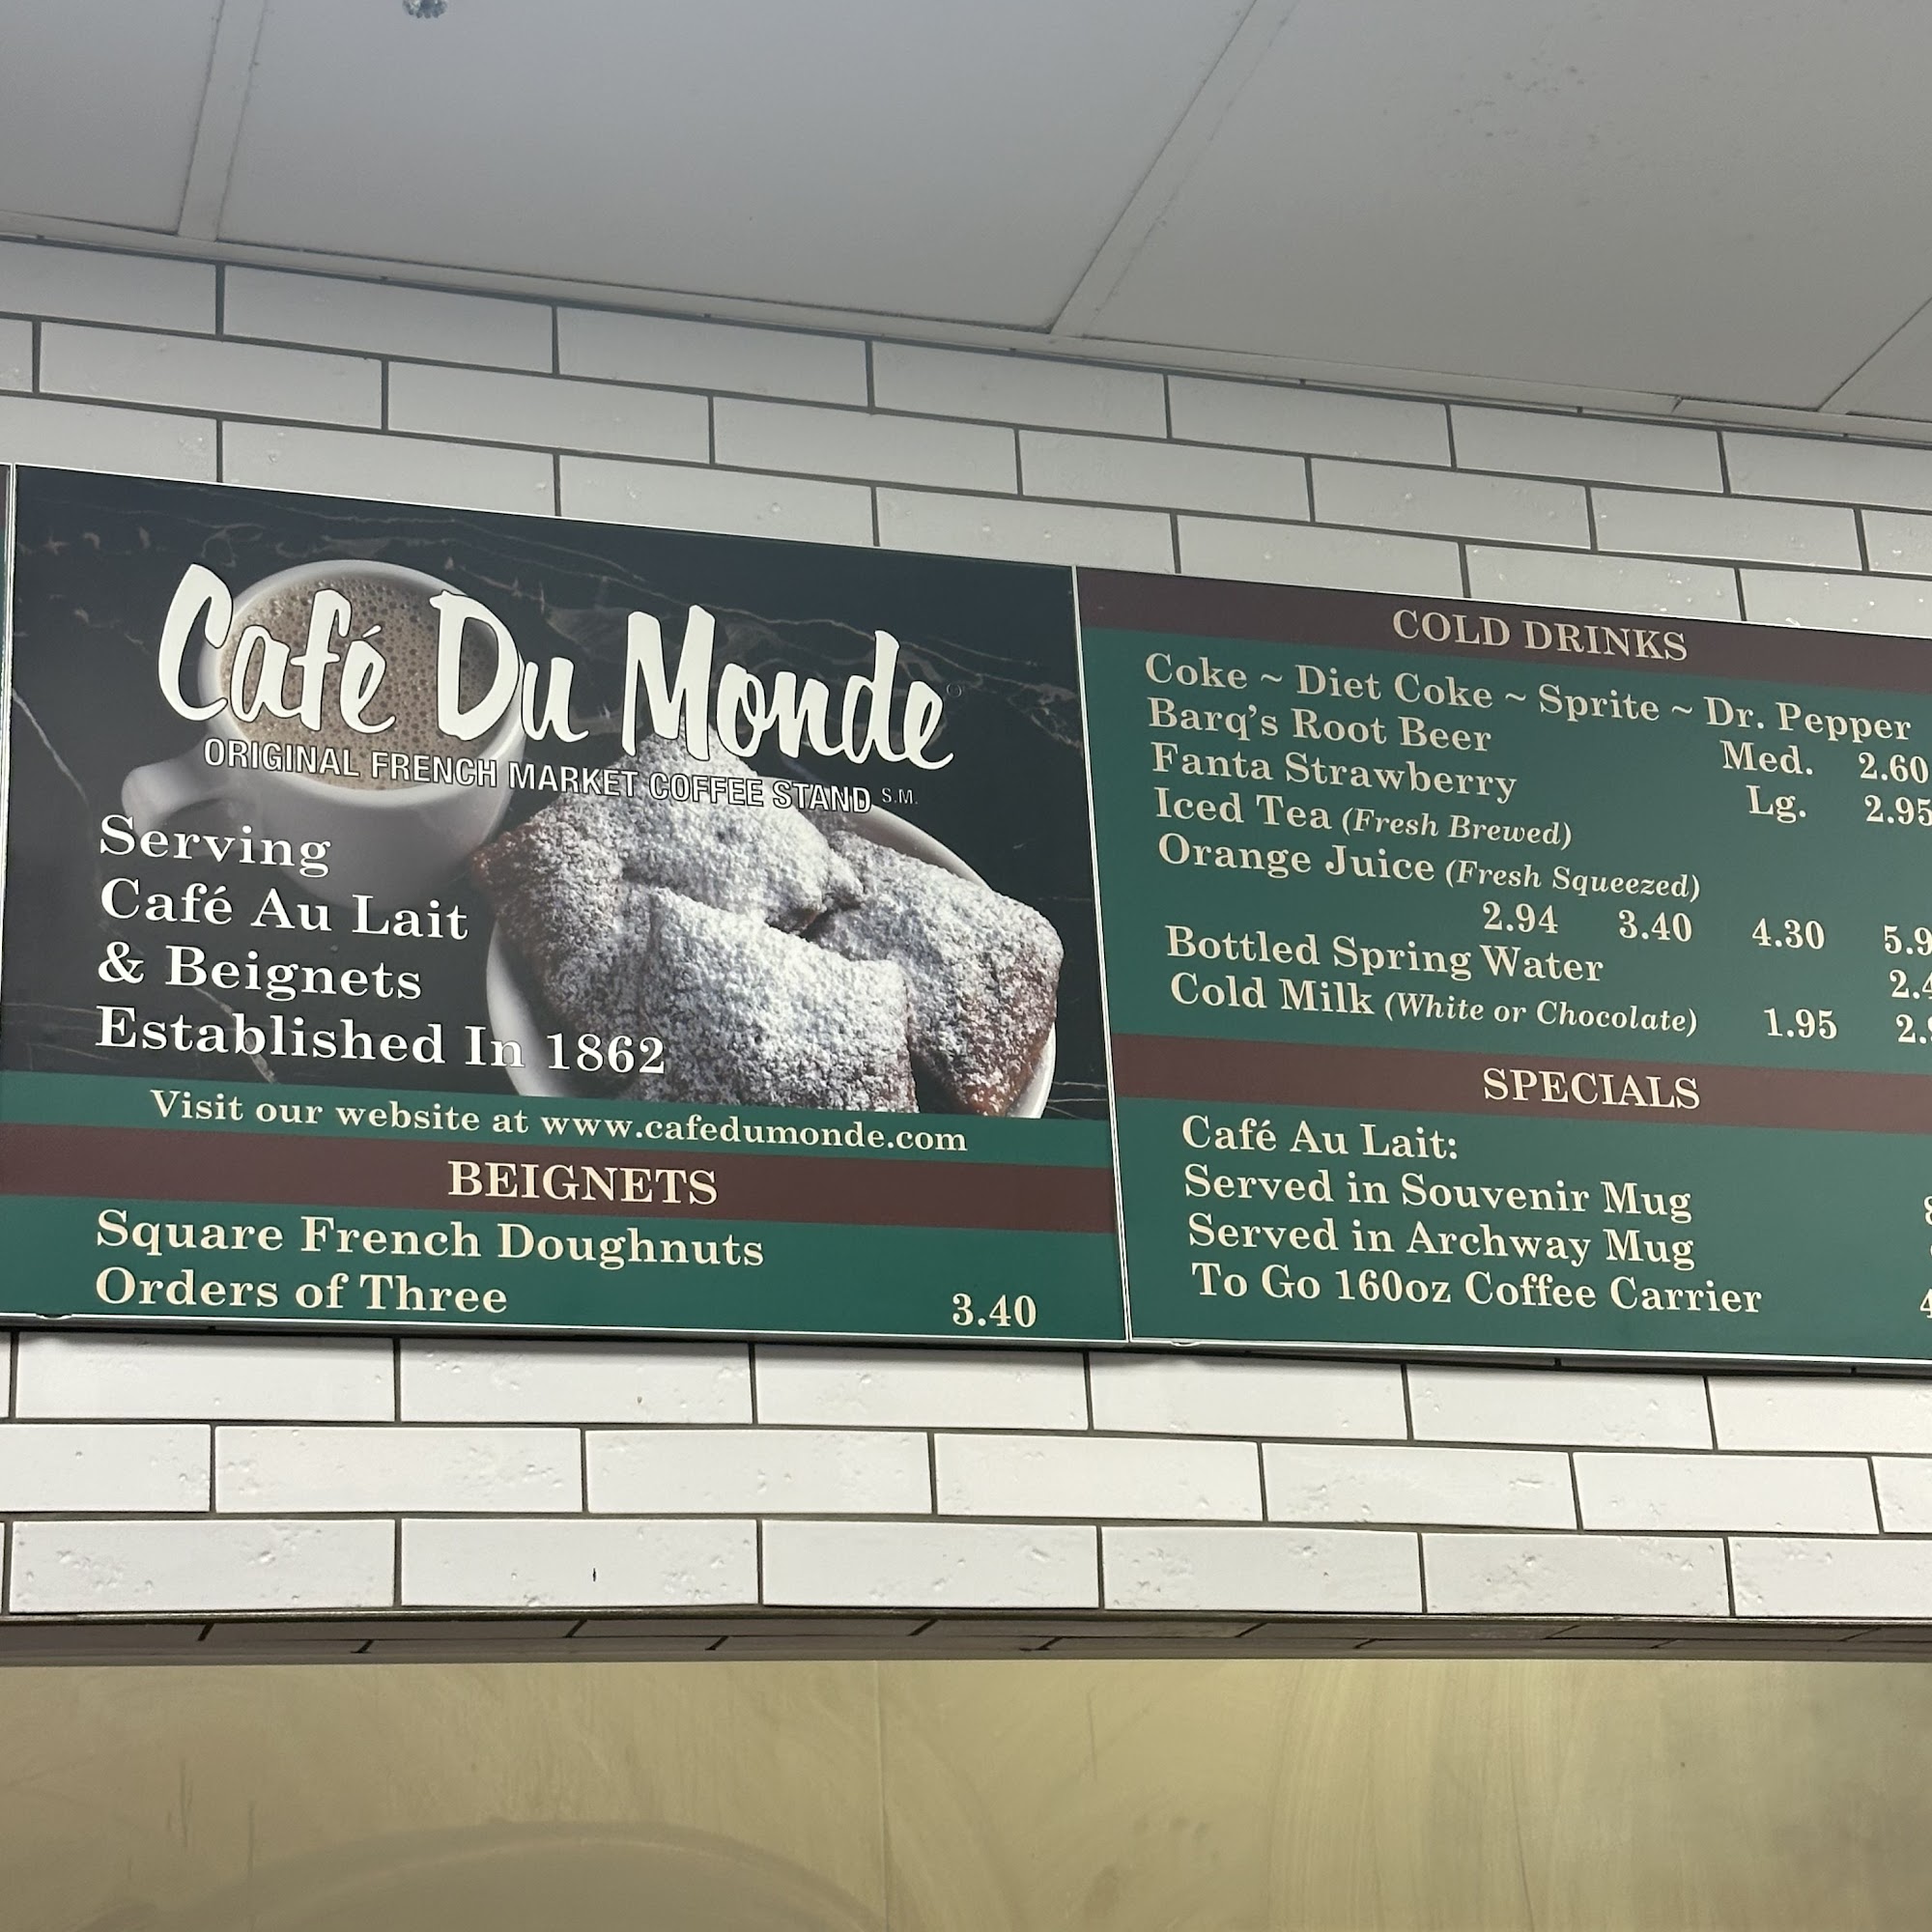 Café Du Monde
ORIGINAL FRENCH MARKET COFFEE STAND S.M.
Serving
Café Au Lait
& Beignets
Established In 1862
Visit our website at www.cafedumonde.com
BEIGNETS
Square French Doughnuts
Orders of Three 3.40
COLD DRINKS
Coke ~ Diet Coke ~ Sprite ~ Dr. Pepper
Barq's Root Beer Med. 2.60
Fanta Strawberry Lg. 2.95
Iced Tea (Fresh Brewed)
Orange Juice (Fresh Squeezed)
2.94 3.40 4.30
Bottled Spring Water
Cold Milk (White or Chocolate) 1.95
SPECIALS
Café Au Lait:
Served in Souvenir Mug
Served in Archway Mug
To Go 160oz Coffee Carrier